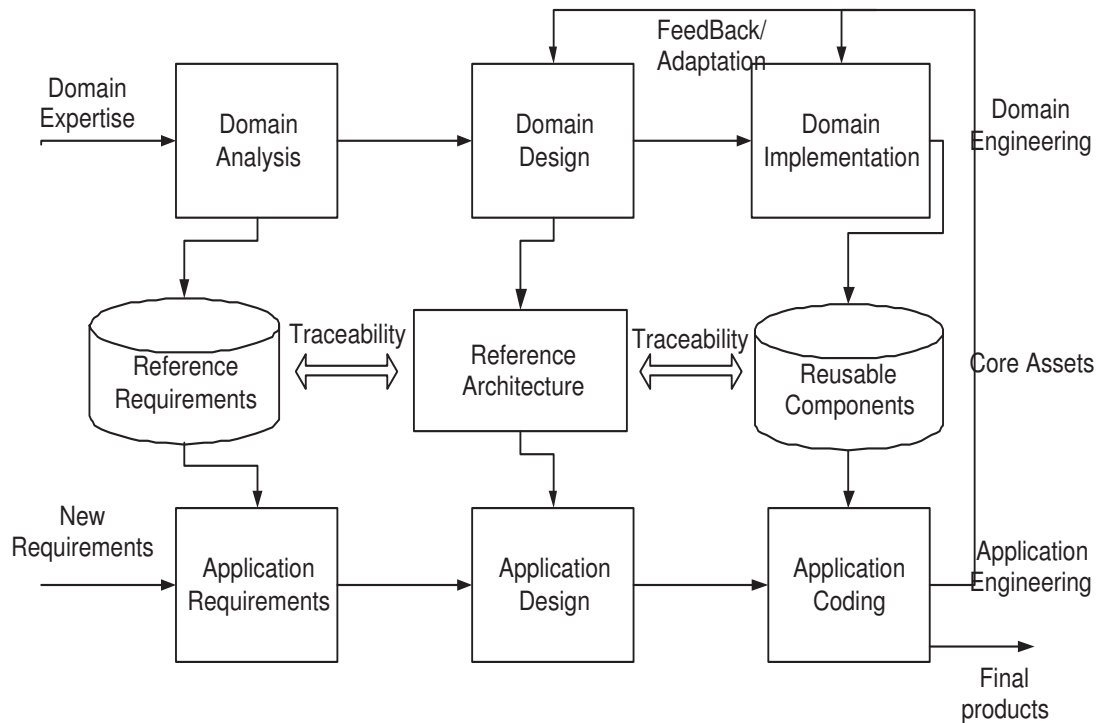 FeedBack/
Adaptation
Domain
Expertise
Domain
Analysis
Domain
Design
Domain
Implementation
Domain
Engineering
Reference
Requirements
Traceability
Reference
Architecture
Traceability
Reusable
Components
Core Assets
New
Requirements
Application
Requirements
Application
Design
Application
Coding
Application
Engineering
Final
products